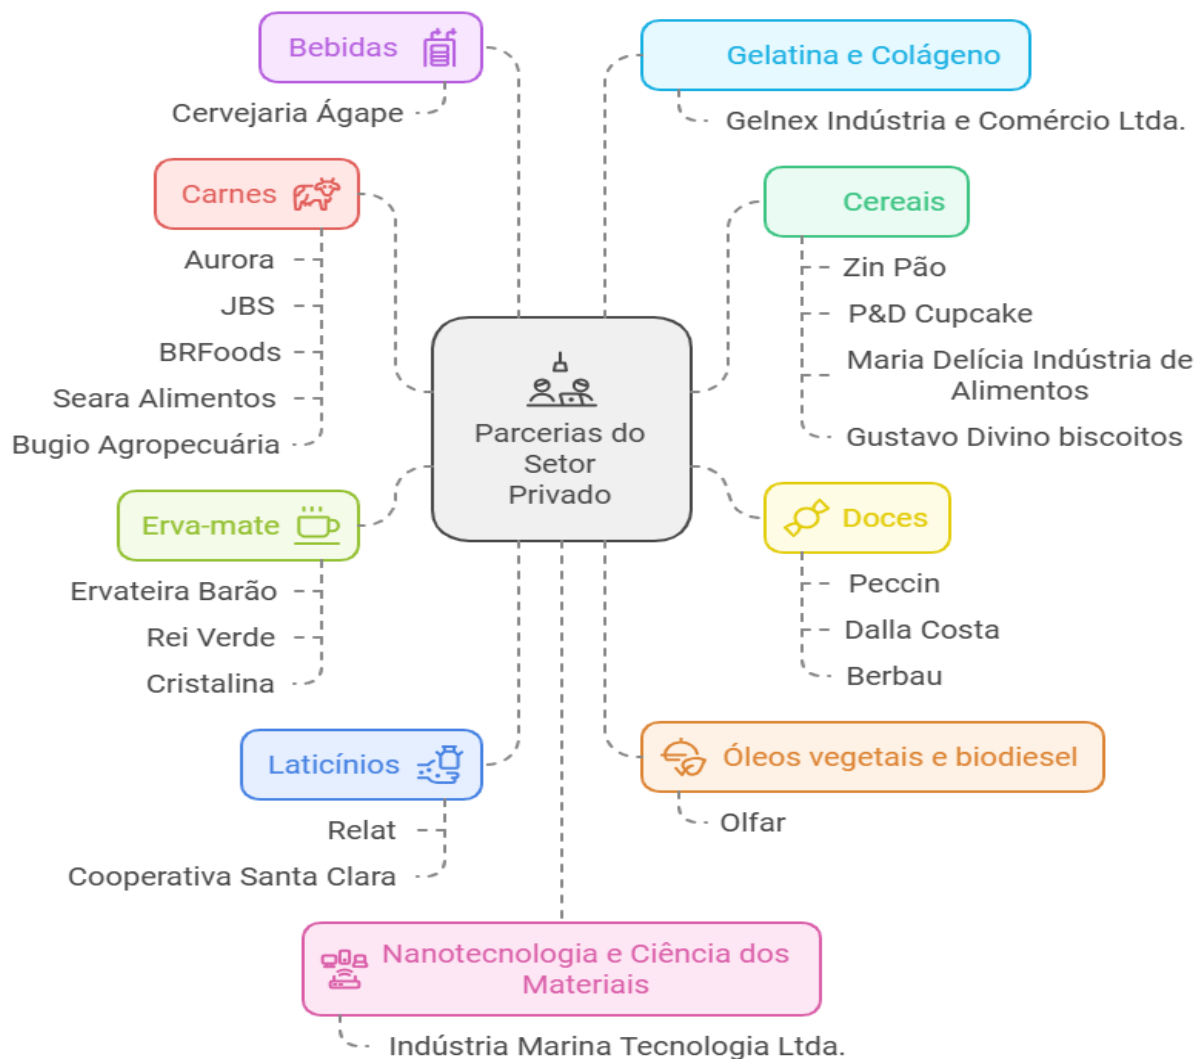 Bebidas
Cervejaria Ágape
Gelatina e Colágeno
Gelnex Indústria e Comércio Ltda.
Carnes
Aurora
JBS
BRFoods
Seara Alimentos
Bugio Agropecuária
Cereais
Zin Pão
P&D Cupcake
Maria Delícia Indústria de
Alimentos
Gustavo Divino biscoitos
Parcerias do
Setor
Privado
Erva-mate
Ervateira Barão
Rei Verde
Cristalina
Doces
Peccin
Dalla Costa
Berbau
Laticínios
Relat
Cooperativa Santa Clara
Óleos vegetais e biodiesel
Olfar
Nanotecnologia e Ciência dos
Materiais
Indústria Marina Tecnologia Ltda.